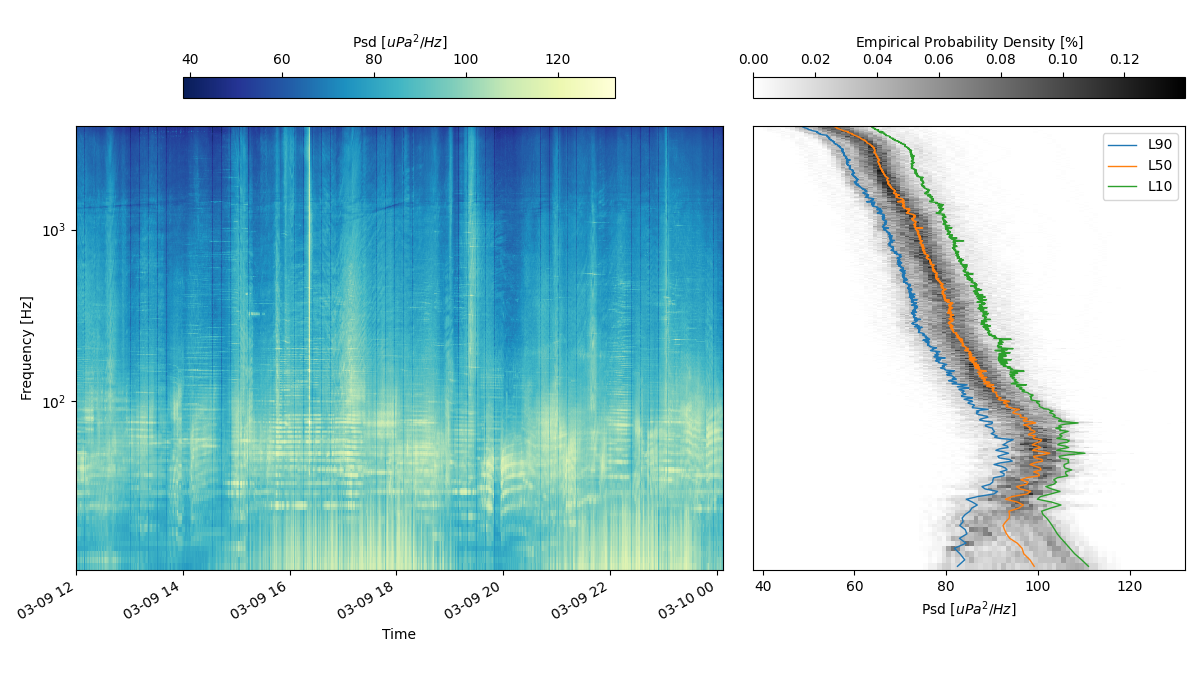 Psd [uPa²/Hz]
40 60 80 100 120
Empirical Probability Density [%]
0.00 0.02 0.04 0.06 0.08 0.10 0.12
L90
L50
L10
Frequency [Hz]
10³
10²
03-09 12 03-09 14 03-09 16 03-09 18 03-09 20 03-09 22 03-10 00
Time
40 60 80 100 120
Psd [uPa²/Hz]